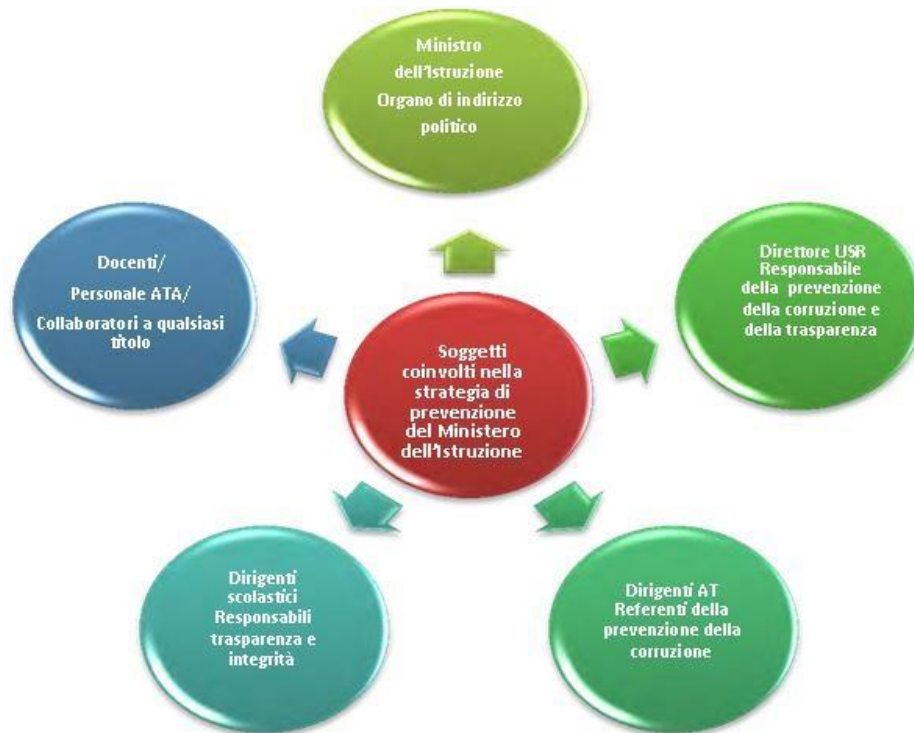 Ministro
dell'Istruzione
Organo di indirizzo
politico
Direttore USR
Responsabile
della prevenzione
della corruzione e
della trasparenza
Docenti/
Personale ATA/
Collaboratori a qualsiasi
titolo
Soggetti
coinvolti nella
strategia di
prevenzione
del Ministero
dell'Istruzione
Dirigenti
scolastici
Responsabili
trasparenza e
integrità
Dirigenti AT
Referenti della
prevenzione della
corruzione